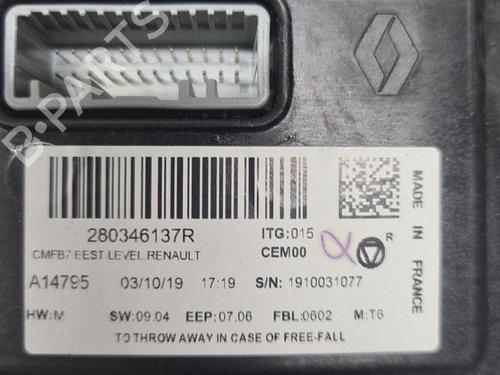 B-PARTS
280346137R
ITG:015
CEM00
R
CMFB7 BEST LEVEL RENAULT
A14795 03/10/19 17:19 S/N: 1910031077
HW:M SW:09.04 EEP:07.06 FBL:0602 M:T6
TO THROW AWAY IN CASE OF FREE-FALL
MADE IN FRANCE